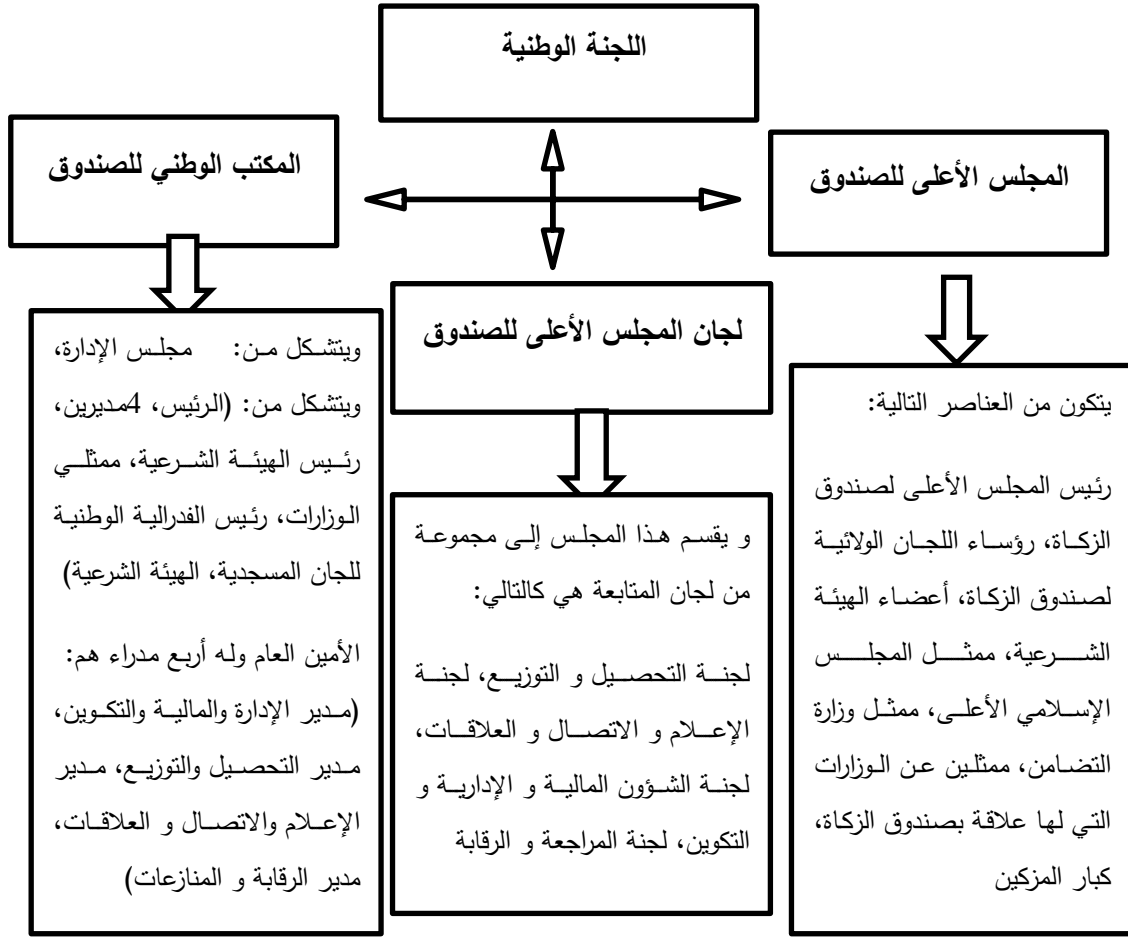 اللجنة الوطنية
المجلس الأعلى للصندوق
يتكون من العناصر التالية:
رئيس المجلس الأعلى لصندوق
الزكاة، رؤساء اللجان الولائية
لصندوق الزكاة، أعضاء الهيئة
الشرعية، ممثل المجلس
الإسلامي الأعلى، ممثل وزارة
التضامن، ممثلين عن الوزارات
التي لها علاقة بصندوق الزكاة،
كبار المزكين
لجان المجلس الأعلى للصندوق
و يقسم هذا المجلس إلى مجموعة
من لجان المتابعة هي كالتالي:
لجنة التحصيل و التوزيع، لجنة
الإعلام و الاتصال و العلاقات،
لجنة الشؤون المالية و الإدارية و
التكوين، لجنة المراجعة و الرقابة
المكتب الوطني للصندوق
ويتشكل من: مجلس الإدارة،
ويتشكل من: (الرئيس، 4مديرين،
رئيس الهيئة الشرعية، ممثلي
الوزارات، رئيس الفدرالية الوطنية
للجان المسجدية، الهيئة الشرعية)
الأمين العام وله أربع مدراء هم:
(مدير الإدارة والمالية والتكوين،
مدير التحصيل والتوزيع، مدير
الإعلام والاتصال و العلاقات،
مدير الرقابة و المنازعات)